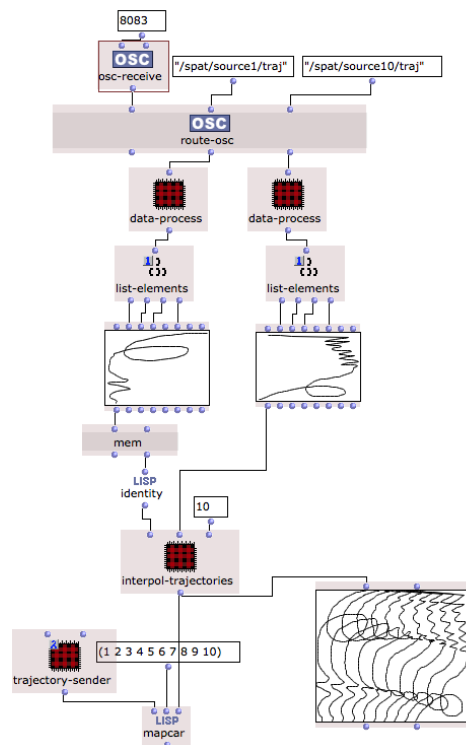 8083
OSC
osc-receive
"/spat/source1/traj"
"/spat/source10/traj"
OSC
route-osc
data-process
data-process
1
list-elements
1
list-elements
mem
LISP
identity
10
interpol-trajectories
(1 2 3 4 5 6 7 8 9 10)
trajectory-sender
LISP
mapcar